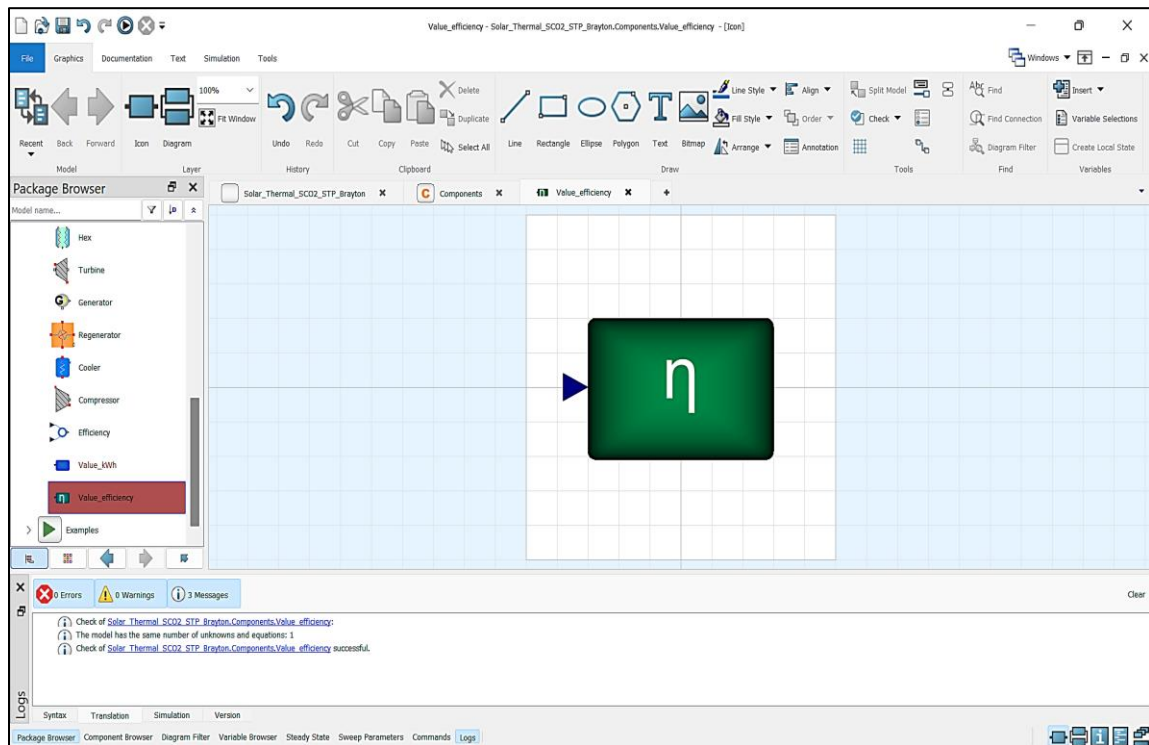 Value_efficiency - Solar_Thermal_SCO2_STP_Brayton.Components.Value_efficiency - [Icon]
File Graphics Documentation Text Simulation Tools Windows
100%
Delete
Line Style Align Split Model Find Insert
Fit Window Duplicate Fill Style Order Check Find Connection Variable Selections
Recent Back Forward Icon Diagram Undo Redo Cut Copy Paste Select All Line Rectangle Ellipse Polygon Text Bitmap Arrange Annotation Diagram Filter Create Local State
Model Layer History Clipboard Draw Tools Find Variables
Package Browser
Solar_Thermal_SCO2_STP_Brayton Components Value_efficiency
Model name...
Hex
Turbine
Generator
Regenerator
Cooler
Compressor
Efficiency
Value_kWh
Value_efficiency
Examples
η
0 Errors 0 Warnings 3 Messages Clear
Check of Solar_Thermal_SCO2_STP_Brayton.Components.Value_efficiency:
The model has the same number of unknowns and equations: 1
Check of Solar_Thermal_SCO2_STP_Brayton.Components.Value_efficiency successful.
Logs
Syntax Translation Simulation Version
Package Browser Component Browser Diagram Filter Variable Browser Steady State Sweep Parameters Commands Logs